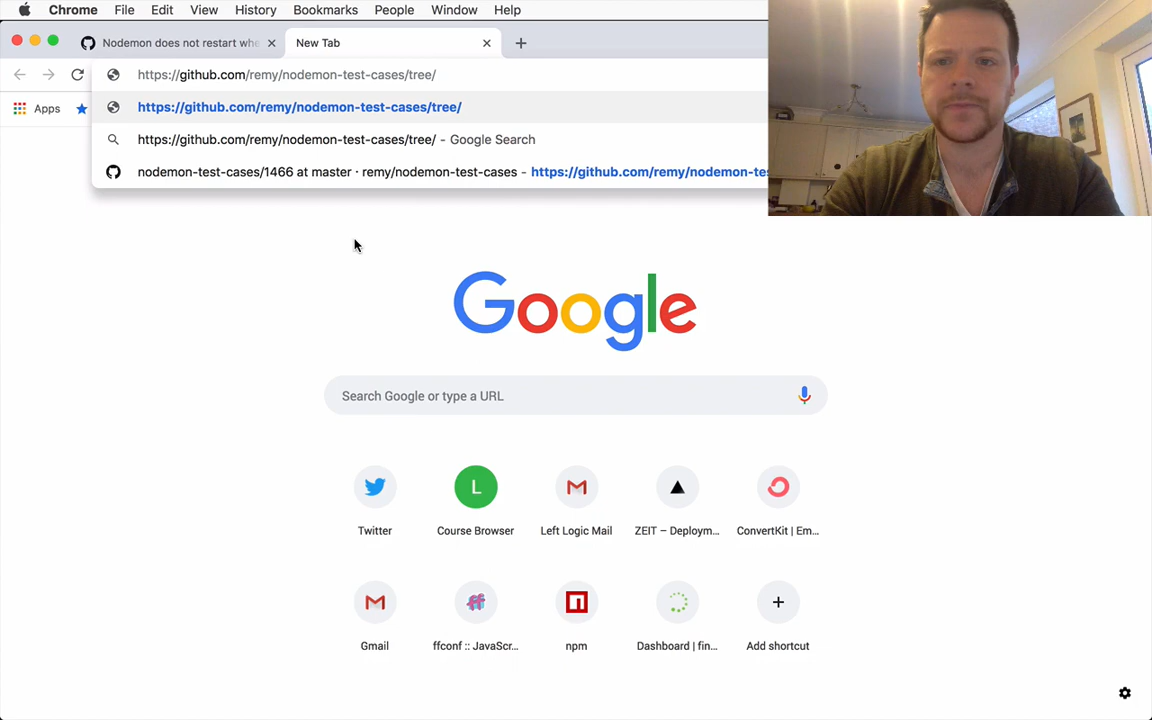 Chrome File Edit View History Bookmarks People Window Help
Nodemon does not restart whe
New Tab
https://github.com/remy/nodemon-test-cases/tree/
Apps
https://github.com/remy/nodemon-test-cases/tree/
https://github.com/remy/nodemon-test-cases/tree/ - Google Search
nodemon-test-cases/1466 at master · remy/nodemon-test-cases - https://github.com/remy/nodemon-tes
Google
Search Google or type a URL
L
Twitter Course Browser Left Logic Mail ZEIT – Deploym... ConvertKit | Em...
Gmail ffconf :: JavaScr... npm Dashboard | fin... Add shortcut